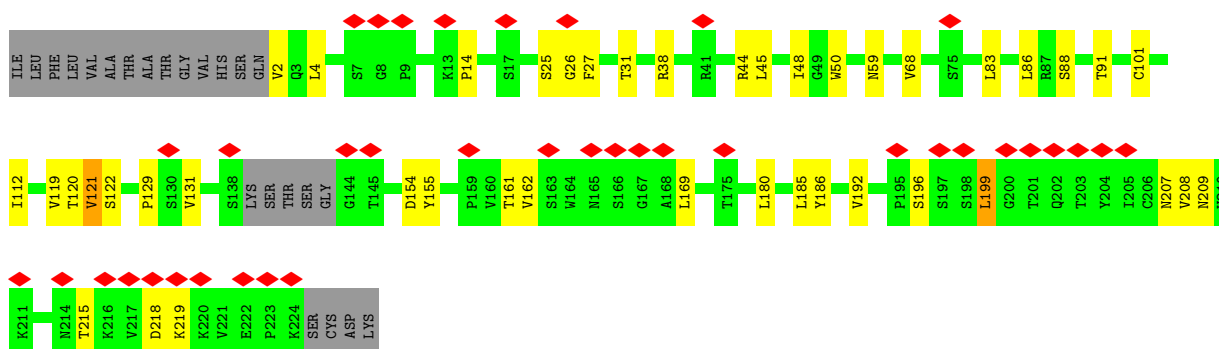 ILE LEU PHE LEU VAL ALA THR ALA THR GLY VAL HIS SER GLN V2 Q3 L4 S7 G8 P9 K13 P14 S17 S25 G26 F27 T31 R38 R41 R44 L45 I48 G49 W50 N59 V68 S75 L83 L86 R87 S88 T91 C101
I112 V119 T120 V121 S122 P129 S130 V131 S138 LYS SER THR SER GLY G144 T145 D154 Y155 P159 V160 T161 V162 S163 W164 N165 S166 G167 A168 L169 T175 L180 L185 Y186 V192 P195 S196 S197 S198 L199 G200 T201 Q202 T203 Y204 I205 C206 N207 V208 N209
K211 N214 T215 K216 V217 D218 K219 K220 V221 E222 P223 K224 SER CYS ASP LYS